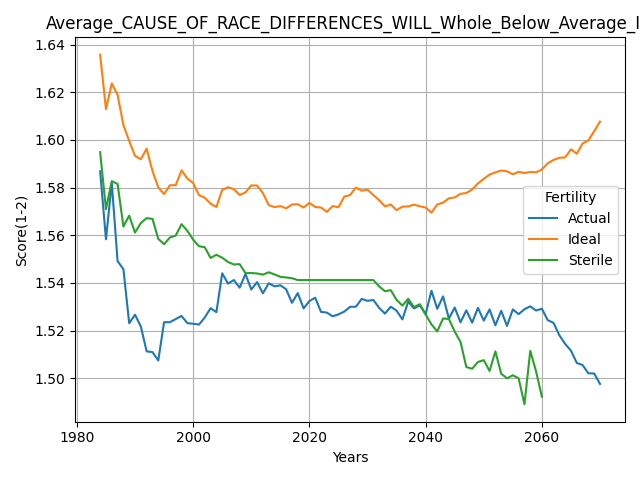 Average_CAUSE_OF_RACE_DIFFERENCES_WILL_Whole_Below_Average_I
1.64
1.62
1.60
1.58
1.56
1.54
1.52
1.50
Score(1-2)
Fertility
Actual
Ideal
Sterile
1980
2000
2020
2040
2060
Years